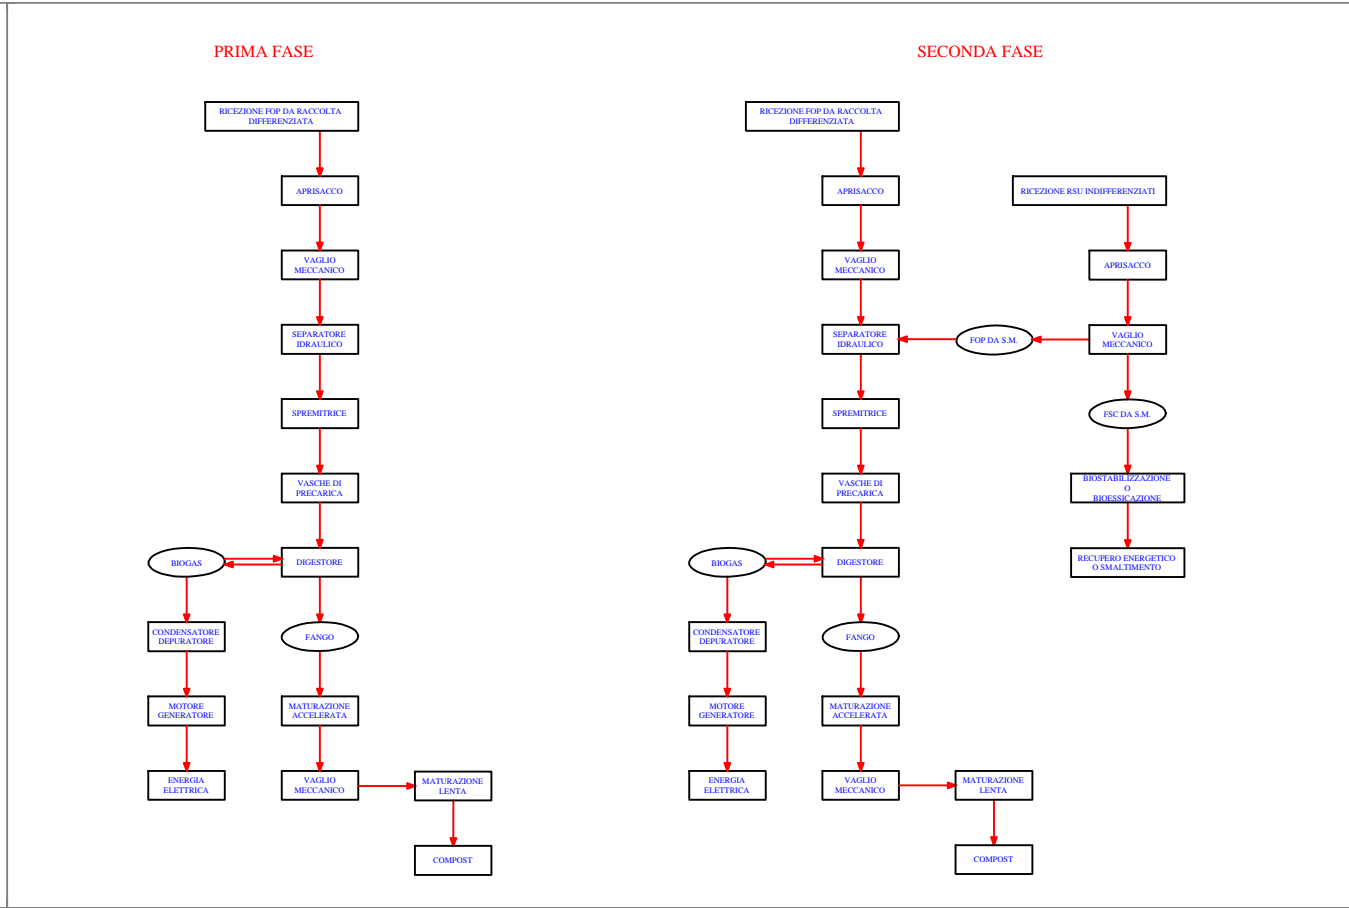 PRIMA FASE
RICEZIONE FOP DA RACCOLTA
DIFFERENZIATA
APRISACCO
VAGLIO
MECCANICO
SEPARATORE
IDRAULICO
SPREMITRICE
VASCHE DI
PRECARICA
BIOGAS
DIGESTORE
CONDENSATORE
DEPURATORE
FANGO
MOTORE
GENERATORE
MATURAZIONE
ACCELERATA
ENERGIA
ELETTRICA
VAGLIO
MECCANICO
MATURAZIONE
LENTA
COMPOST
SECONDA FASE
RICEZIONE FOP DA RACCOLTA
DIFFERENZIATA
APRISACCO
RICEZIONE RSU INDIFFERENZIATI
VAGLIO
MECCANICO
APRISACCO
SEPARATORE
IDRAULICO
FOP DA S.M.
VAGLIO
MECCANICO
SPREMITRICE
FSC DA S.M.
VASCHE DI
PRECARICA
BIOSTABILIZZAZIONE
O
BIOESSICAZIONE
BIOGAS
DIGESTORE
RECUPERO ENERGETICO
O SMALTIMENTO
CONDENSATORE
DEPURATORE
FANGO
MOTORE
GENERATORE
MATURAZIONE
ACCELERATA
ENERGIA
ELETTRICA
VAGLIO
MECCANICO
MATURAZIONE
LENTA
COMPOST